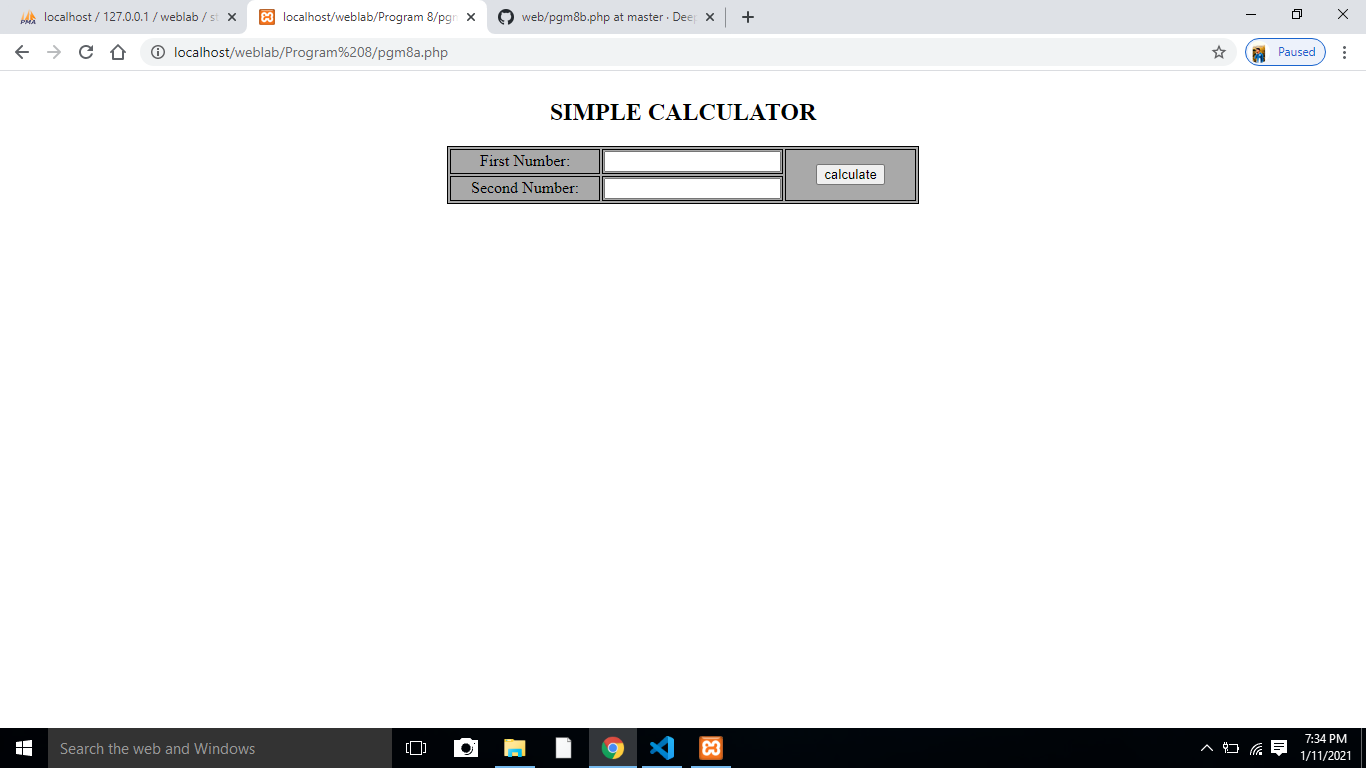 localhost / 127.0.0.1 / weblab / st
localhost/weblab/Program 8/pgm
web/pgm8b.php at master · Deep
localhost/weblab/Program%208/pgm8a.php
Paused
SIMPLE CALCULATOR
First Number:
calculate
Second Number:
Search the web and Windows
7:34 PM
1/11/2021